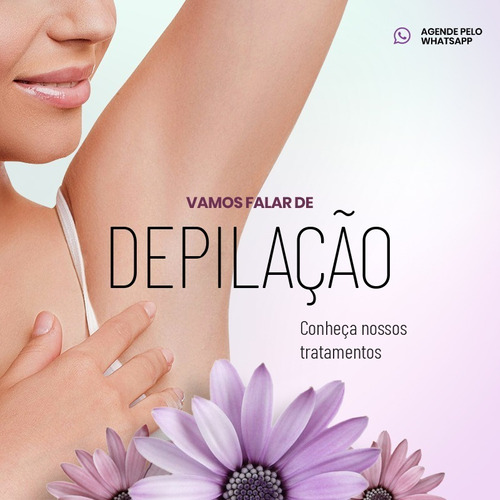 AGENDE PELO
WHATSAPP
VAMOS FALAR DE
DEPILAÇÃO
Conheça nossos
tratamentos